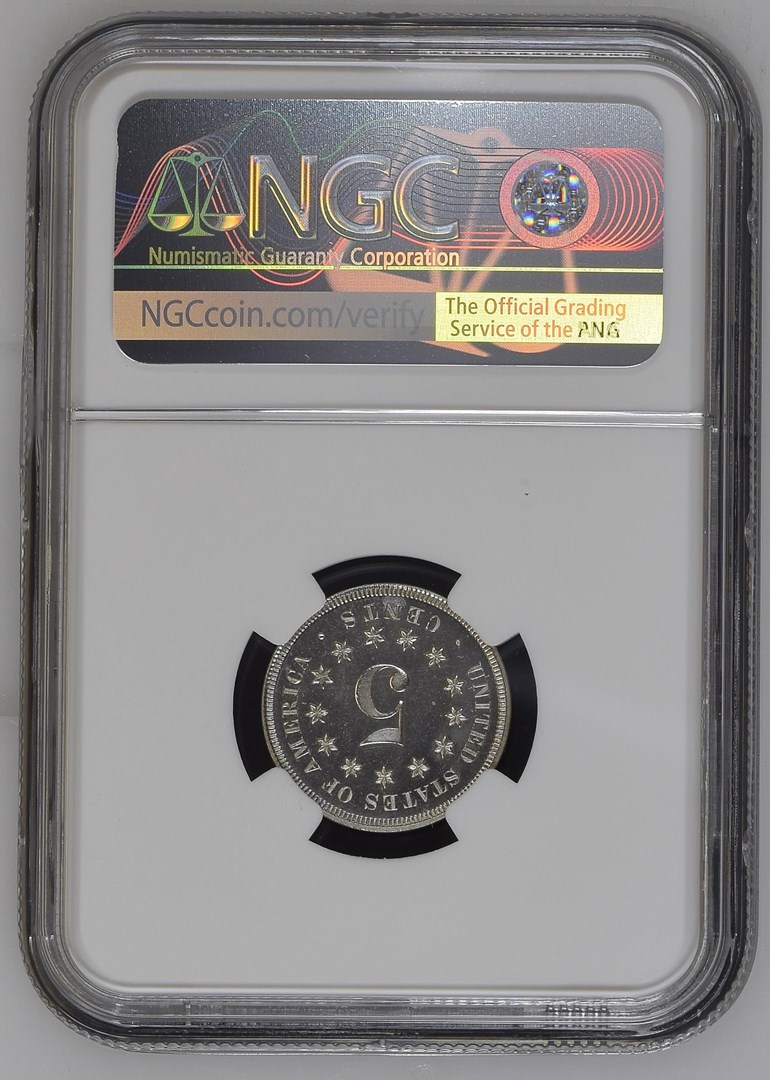 NGC
Numismatic Guaranty Corporation
NGCcoin.com/verify
The Official Grading
Service of the PNG
UNITED STATES OF AMERICA
5
· CENTS ·